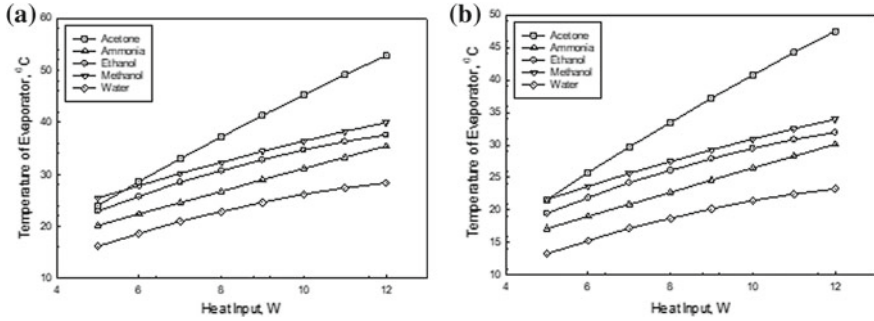 (a)
60
50
40
30
20
10
Temperature of Evaporator, ⁰C
Acetone
Ammonia
Ethanol
Methanol
Water
4
6
8
10
12
Heat Input, W
(b)
50
45
40
35
30
25
20
15
10
Temperature of Evaporator, ⁰C
Acetone
Ammonia
Ethanol
Methanol
Water
4
6
8
10
12
Heat Input, W